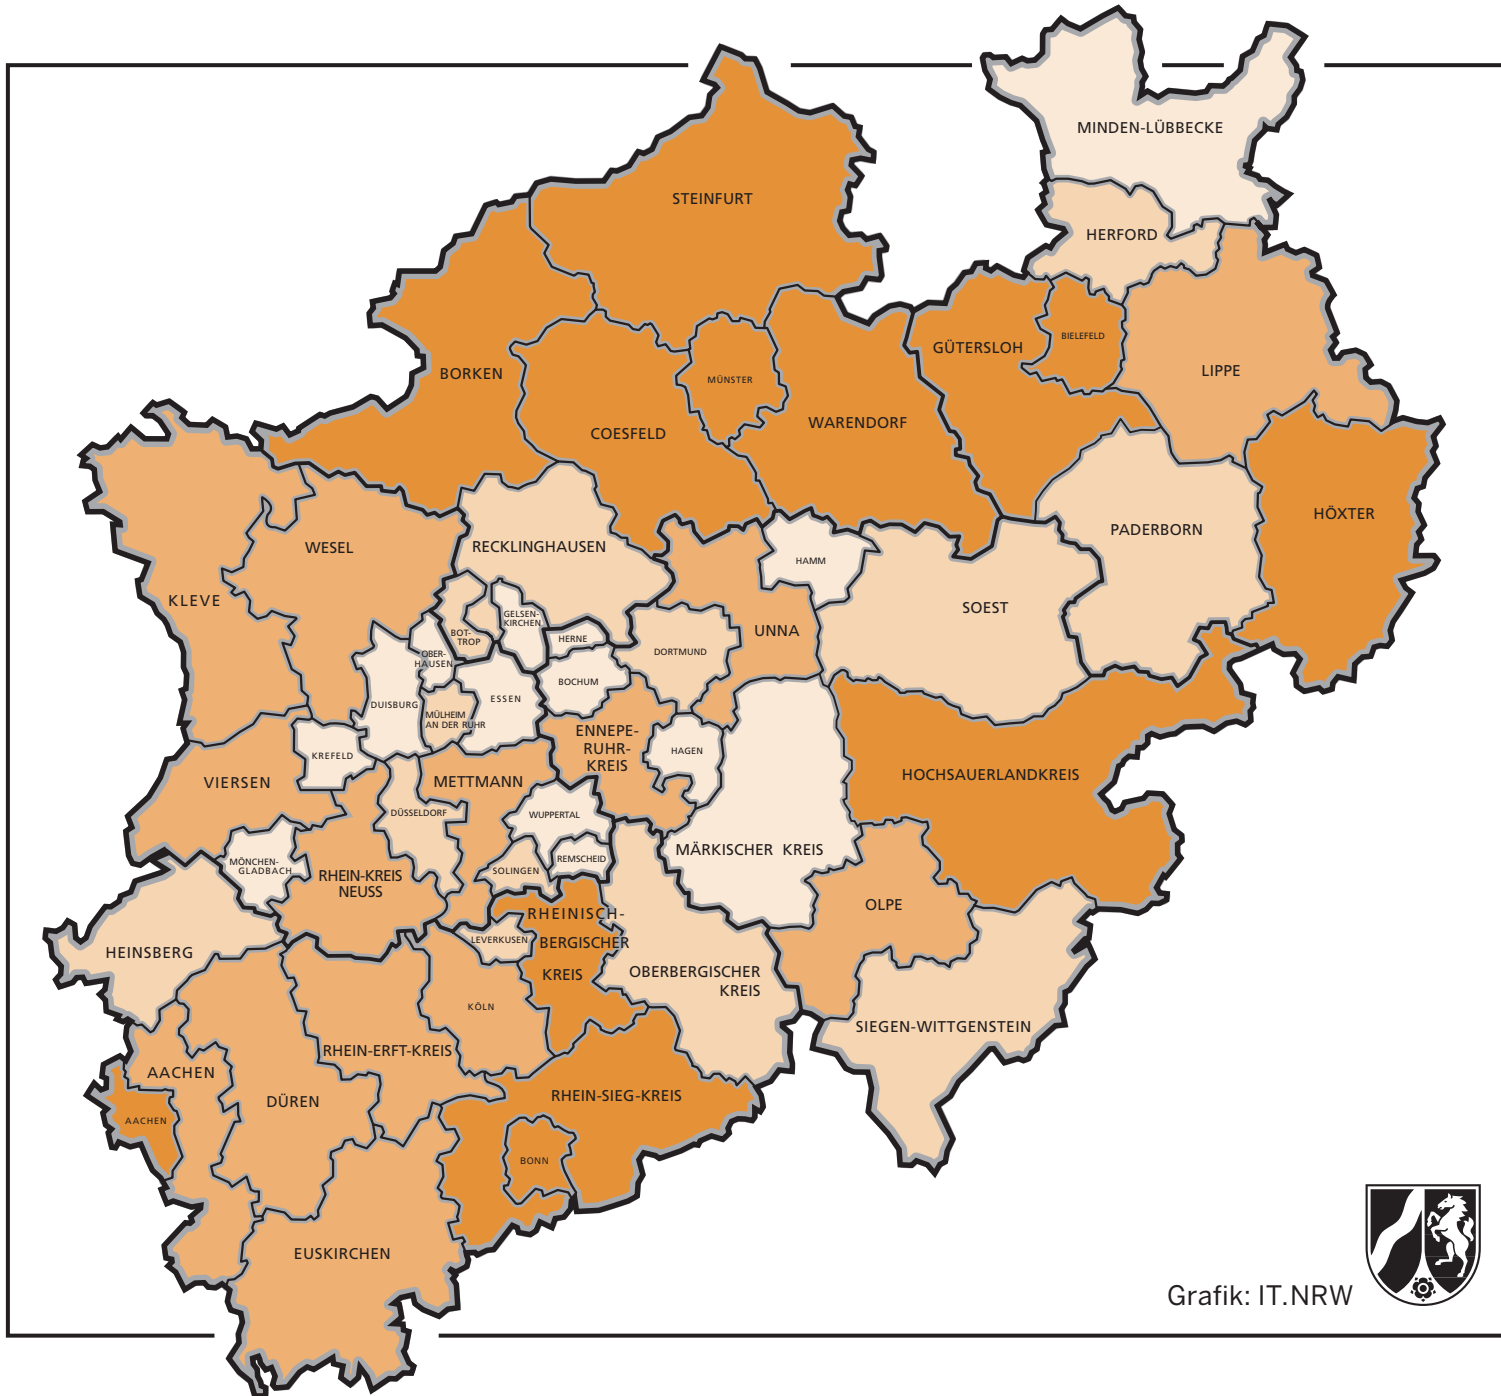 MINDEN-LÜBBECKE
STEINFURT
HERFORD
BIELEFELD
GÜTERSLOH
LIPPE
BORKEN
MÜNSTER
WARENDORF
COESFELD
HÖXTER
PADERBORN
WESEL
RECKLINGHAUSEN
HAMM
KLEVE
SOEST
GELSEN-
KIRCHEN
BOT-
TROP
HERNE
UNNA
OBER-
HAUSEN
DORTMUND
BOCHUM
ESSEN
DUISBURG
MÜLHEIM
AN DER RUHR
ENNEPE-
RUHR-
KREIS
HAGEN
KREFELD
HOCHSAUERLANDKREIS
VIERSEN
METTMANN
DÜSSELDORF
WUPPERTAL
MÄRKISCHER KREIS
REMSCHEID
MÖNCHEN-
GLADBACH
SOLINGEN
RHEIN-KREIS
NEUSS
OLPE
RHEINISCH-
BERGISCHER
KREIS
LEVERKUSEN
HEINSBERG
OBERBERGISCHER
KREIS
KÖLN
SIEGEN-WITTGENSTEIN
RHEIN-ERFT-KREIS
AACHEN
DÜREN
RHEIN-SIEG-KREIS
AACHEN
BONN
EUSKIRCHEN
Grafik: IT.NRW